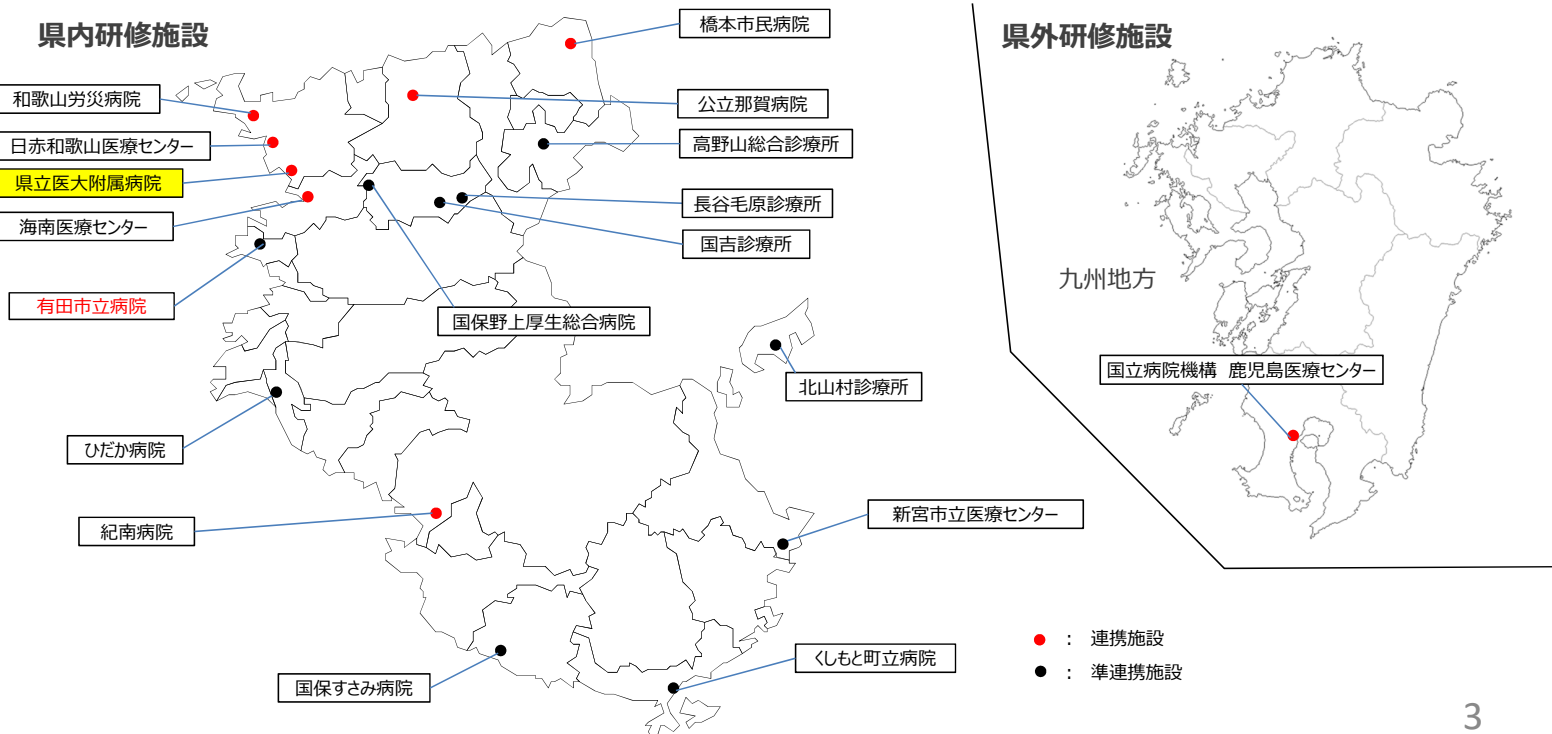 県内研修施設
橋本市民病院
和歌山労災病院
公立那賀病院
日赤和歌山医療センター
高野山総合診療所
県立医大附属病院
長谷毛原診療所
海南医療センター
国吉診療所
有田市立病院
国保野上厚生総合病院
北山村診療所
ひだか病院
紀南病院
新宮市立医療センター
国保すさみ病院
くしもと町立病院
県外研修施設
九州地方
国立病院機構 鹿児島医療センター
● : 連携施設
● : 準連携施設
3